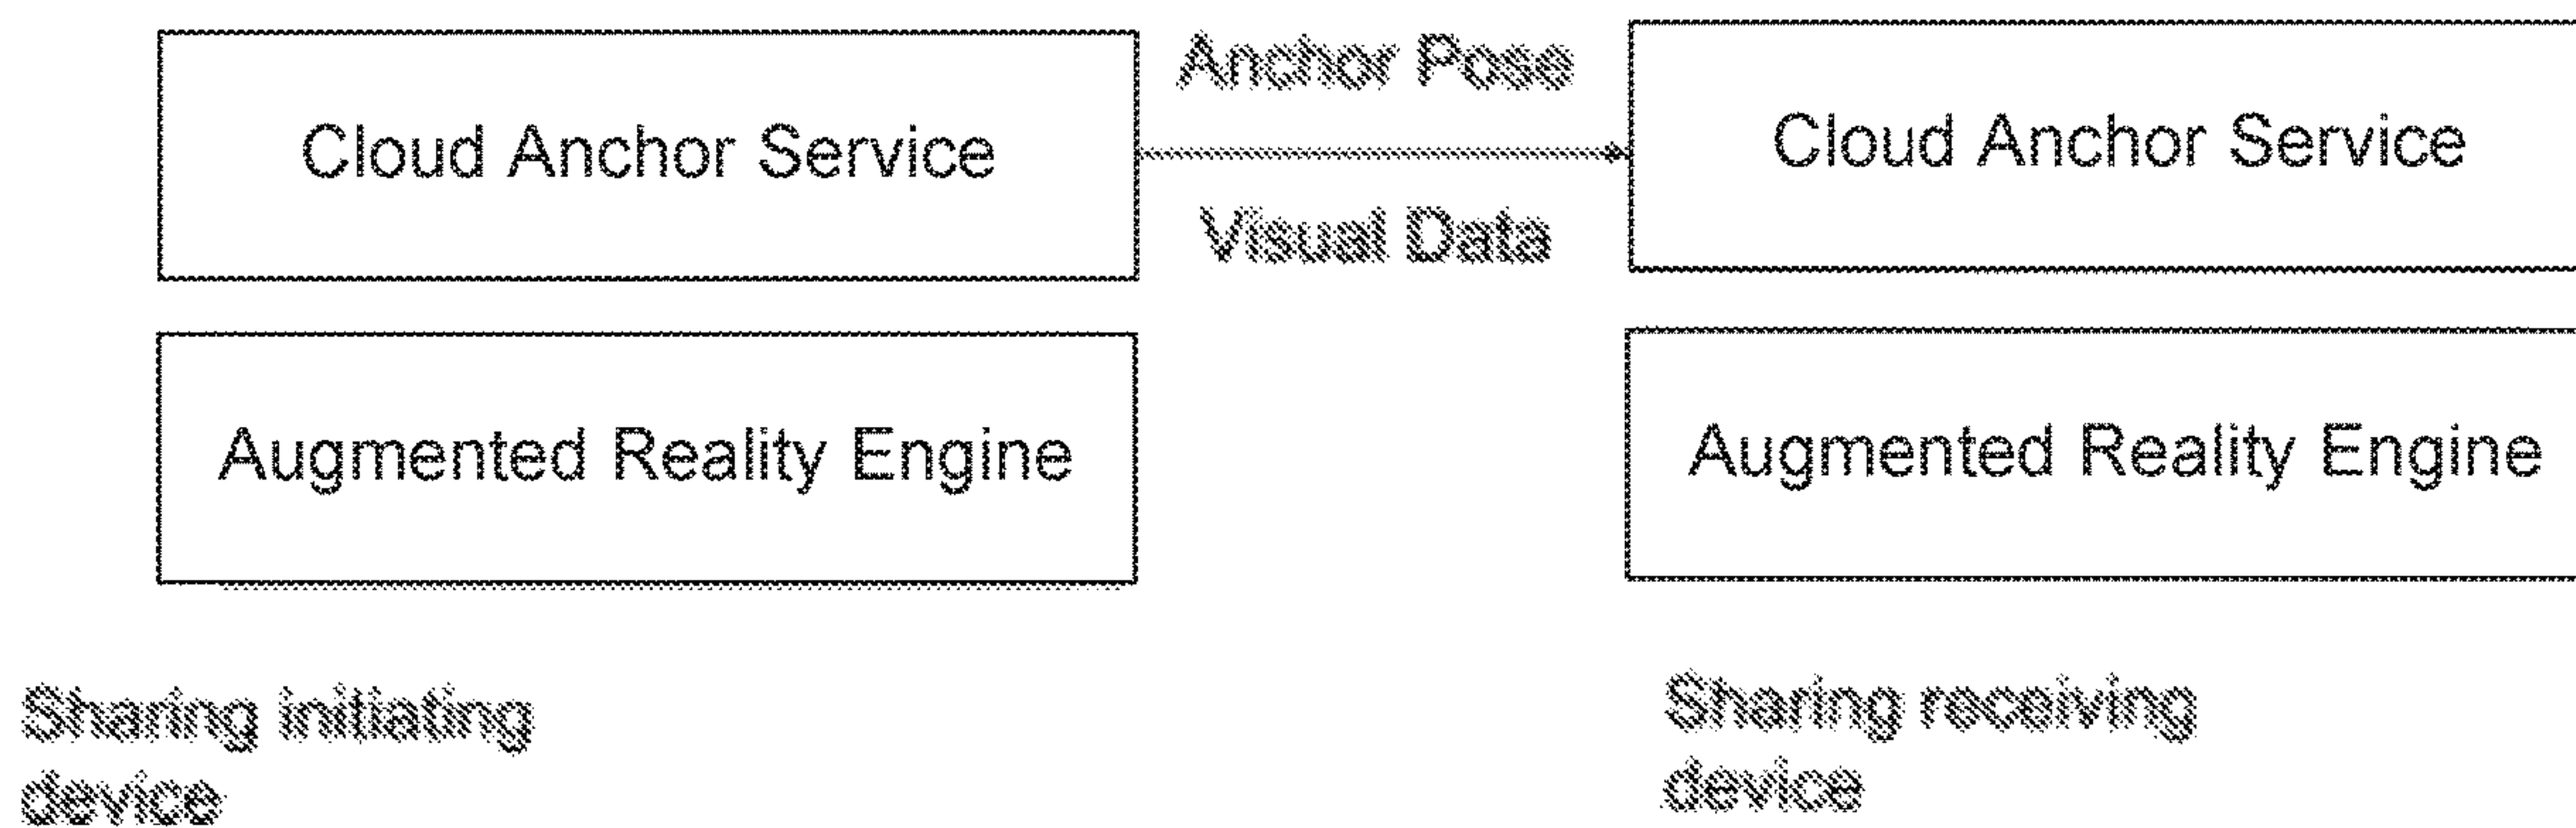 Cloud Anchor Service
Anchor Pose
Visual Data
Cloud Anchor Service
Augmented Reality Engine
Augmented Reality Engine
Sharing initiating
device
Sharing receiving
device